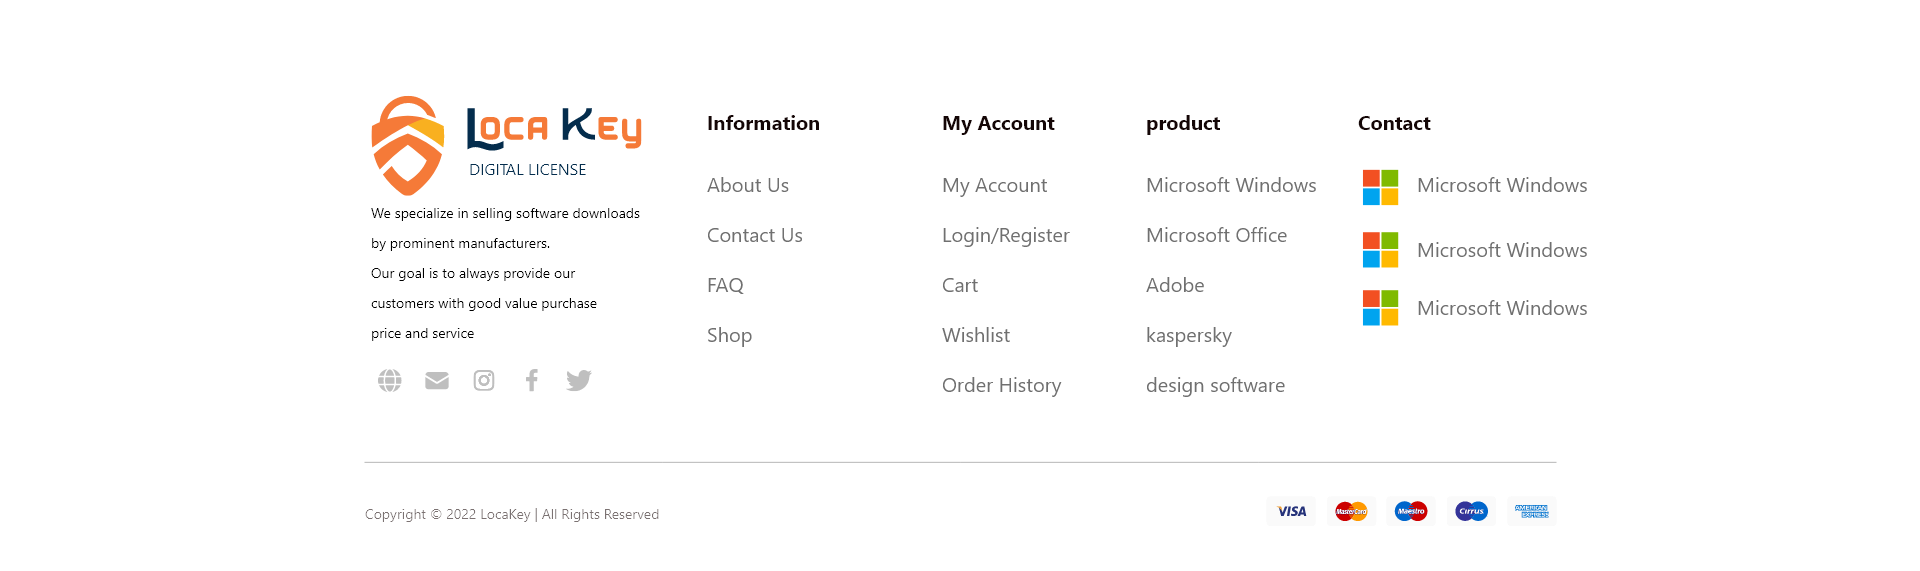 Loca Key
DIGITAL LICENSE
We specialize in selling software downloads
by prominent manufacturers.
Our goal is to always provide our
customers with good value purchase
price and service
Information
About Us
Contact Us
FAQ
Shop
My Account
My Account
Login/Register
Cart
Wishlist
Order History
product
Microsoft Windows
Microsoft Office
Adobe
kaspersky
design software
Contact
Microsoft Windows
Microsoft Windows
Microsoft Windows
Copyright © 2022 LocaKey | All Rights Reserved
VISA
MasterCard
Maestro
Cirrus
AMERICAN
EXPRESS